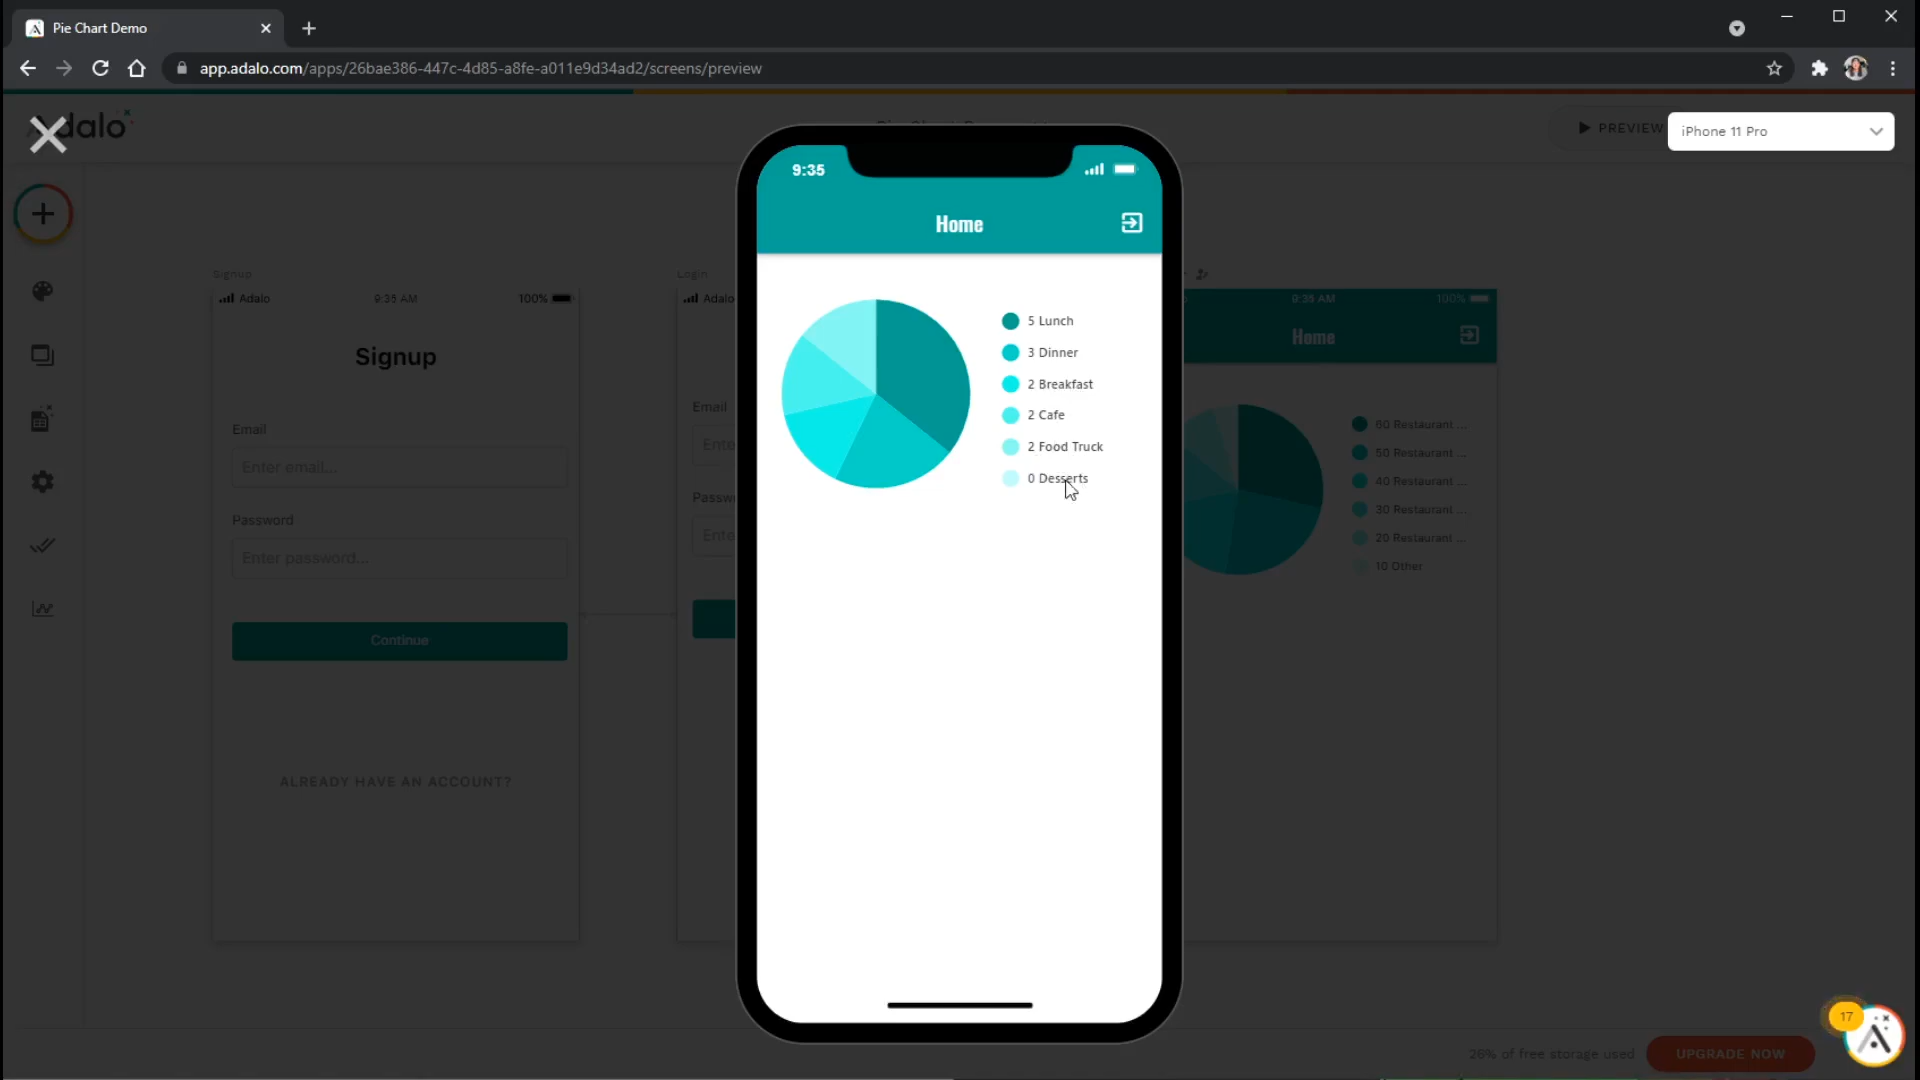 Pie Chart Demo
app.adalo.com/apps/26bae386-447c-4d85-a8fe-a011e9d34ad2/screens/preview
PREVIEW
iPhone 11 Pro
9:35
Home
5 Lunch
3 Dinner
2 Breakfast
2 Cafe
2 Food Truck
0 Desserts
Signup
Adalo
9:35 AM
100%
Signup
Email
Enter email...
Password
Enter password...
Continue
ALREADY HAVE AN ACCOUNT?
Login
Adalo
Email
9:35 AM
100%
Home
60 Restaurant ...
50 Restaurant ...
40 Restaurant ...
30 Restaurant ...
20 Restaurant ...
10 Other
17
26% of free storage used
UPGRADE NOW